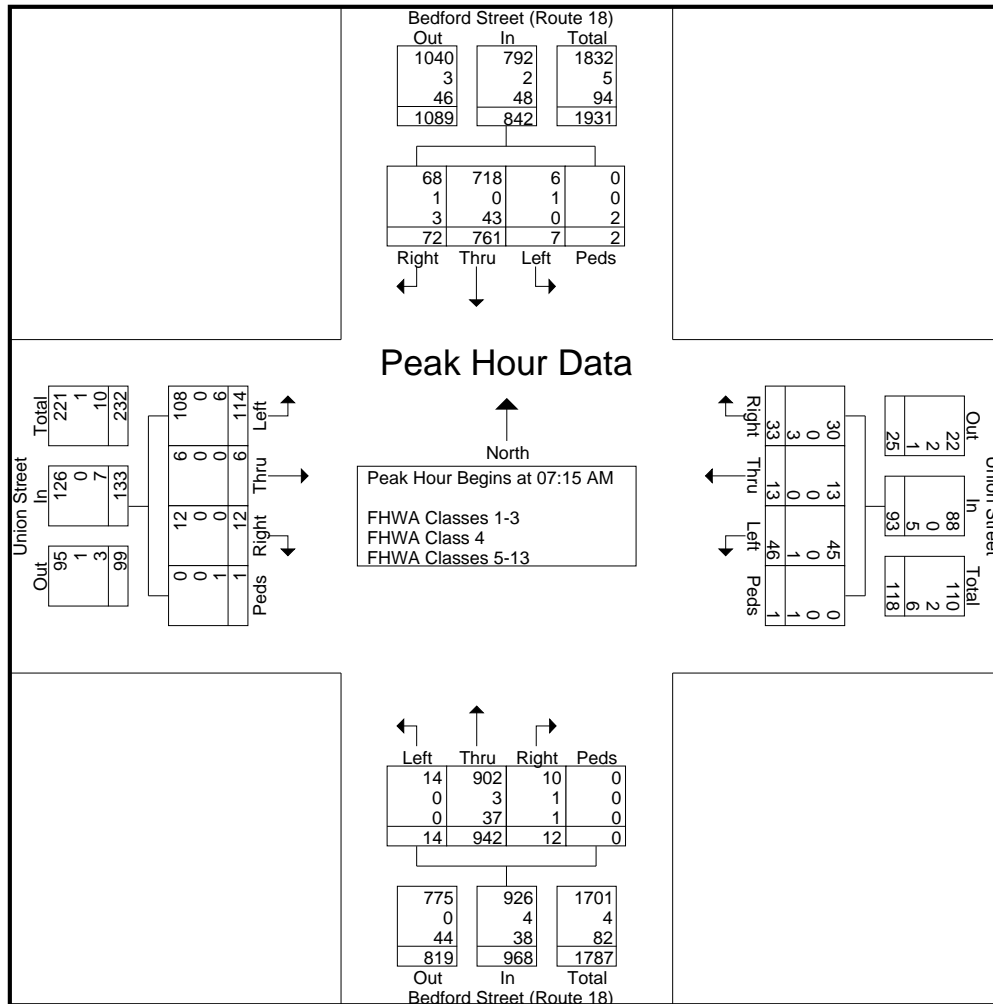 Bedford Street (Route 18)
Out In Total
1040 792 1832
3 2 5
46 48 94
1089 842 1931
68 718 6 0
1 0 1 0
3 43 0 2
72 761 7 2
Right Thru Left Peds
Peak Hour Data
North
Peak Hour Begins at 07:15 AM
FHWA Classes 1-3
FHWA Class 4
FHWA Classes 5-13
Union Street
Out In Total
95 126 221
1 0 1
3 7 10
99 133 232
Peds Right Thru Left
0 12 6 108
0 0 0 0
1 0 0 6
1 12 6 114
Union Street
Out In Total
22 88 110
2 0 2
1 5 6
25 93 118
30 13 45 0
0 0 0 0
3 0 1 1
33 13 46 1
Right Thru Left Peds
Left Thru Right Peds
14 902 10 0
0 3 1 0
0 37 1 0
14 942 12 0
775 926 1701
0 4 4
44 38 82
819 968 1787
Out In Total
Bedford Street (Route 18)